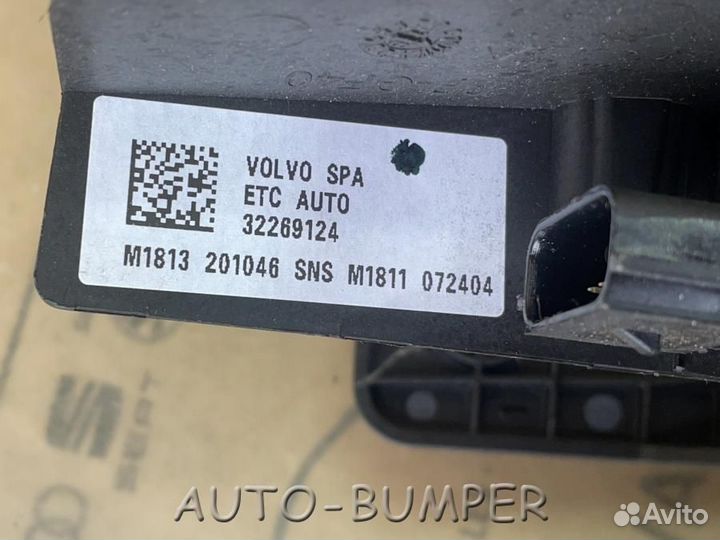 VOLVO SPA
ETC AUTO
32269124
M1813 201046 SNS M1811 072404
AUTO-BUMPER
Avito